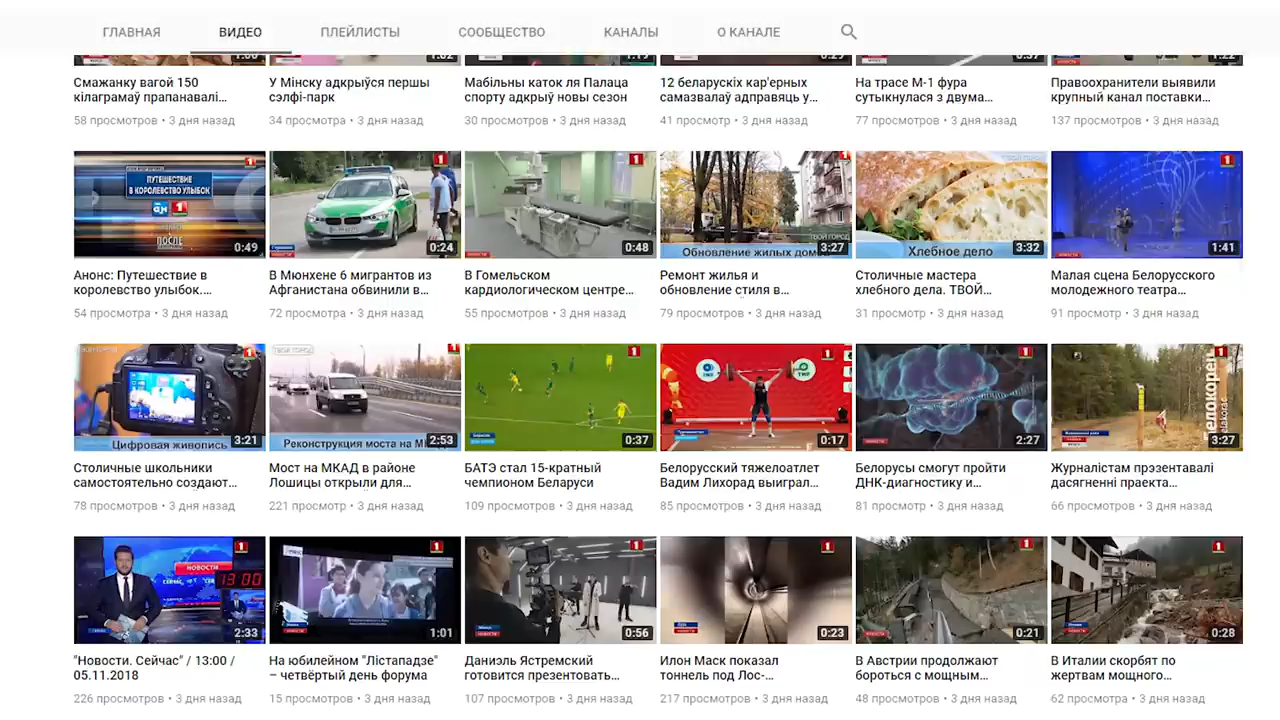 ГЛАВНАЯ ВИДЕО ПЛЕЙЛИСТЫ СООБЩЕСТВО КАНАЛЫ О КАНАЛЕ
Смажанку вагой 150 кілаграмаў прапанавалі…
58 просмотров • 3 дня назад
У Мінску адкрыўся першы сэлфі-парк
34 просмотра • 3 дня назад
Мабільны каток ля Палаца спорту адкрыў новы сезон
30 просмотров • 3 дня назад
12 беларускіх кар'ерных самазвалаў адправяць у…
41 просмотр • 3 дня назад
На трасе М-1 фура сутыкнулася з двума…
77 просмотров • 3 дня назад
Правоохранители выявили крупный канал поставки…
137 просмотров • 3 дня назад
ПУТЕШЕСТВИЕ
В КОРОЛЕВСТВО УЛЫБОК
ПОСЛЕ
0:49
0:24
0:48
ТВОЙ ГОРОД
Обновление жилых домов
3:27
Хлебное дело
3:32
1:41
Анонс: Путешествие в королевство улыбок.…
54 просмотра • 3 дня назад
В Мюнхене 6 мигрантов из Афганистана обвинили в…
72 просмотра • 3 дня назад
В Гомельском кардиологическом центре…
55 просмотров • 3 дня назад
Ремонт жилья и обновление стиля в…
79 просмотров • 3 дня назад
Столичные мастера хлебного дела. ТВОЙ…
31 просмотр • 3 дня назад
Малая сцена Белорусского молодежного театра…
91 просмотр • 3 дня назад
Цифровая живопись
3:21
ТВОЙ ГОРОД
Реконструкция моста на М
2:53
0:37
0:17
2:27
3:27
Столичные школьники самостоятельно создают…
78 просмотров • 3 дня назад
Мост на МКАД в районе Лошицы открыли для…
221 просмотр • 3 дня назад
БАТЭ стал 15-кратный чемпионом Беларуси
109 просмотров • 3 дня назад
Белорусский тяжелоатлет Вадим Лихорад выиграл…
85 просмотров • 3 дня назад
Белорусы смогут пройти ДНК-диагностику и…
81 просмотр • 3 дня назад
Журналістам прэзентавалі дасягненні праекта…
66 просмотров • 3 дня назад
НОВОСТИ
13:00
2:33
1:01
0:56
0:23
0:21
0:28
"Новости. Сейчас" / 13:00 / 05.11.2018
226 просмотров • 3 дня назад
На юбилейном "Лістападзе" – четвёртый день форума
15 просмотров • 3 дня назад
Даниэль Ястремский готовится презентовать…
107 просмотров • 3 дня назад
Илон Маск показал тоннель под Лос-…
217 просмотров • 3 дня назад
В Австрии продолжают бороться с мощным…
48 просмотров • 3 дня назад
В Италии скорбят по жертвам мощного…
62 просмотра • 3 дня назад